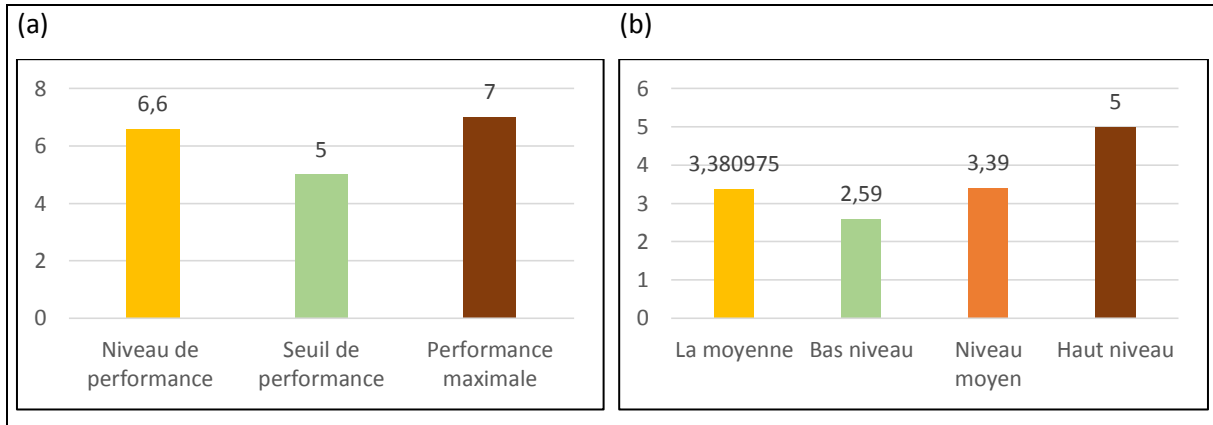 (a)
8
6
4
2
0
6,6
5
7
Niveau de
performance
Seuil de
performance
Performance
maximale
(b)
6
5
4
3
2
1
0
3,380975
2,59
3,39
5
La moyenne
Bas niveau
Niveau
moyen
Haut niveau